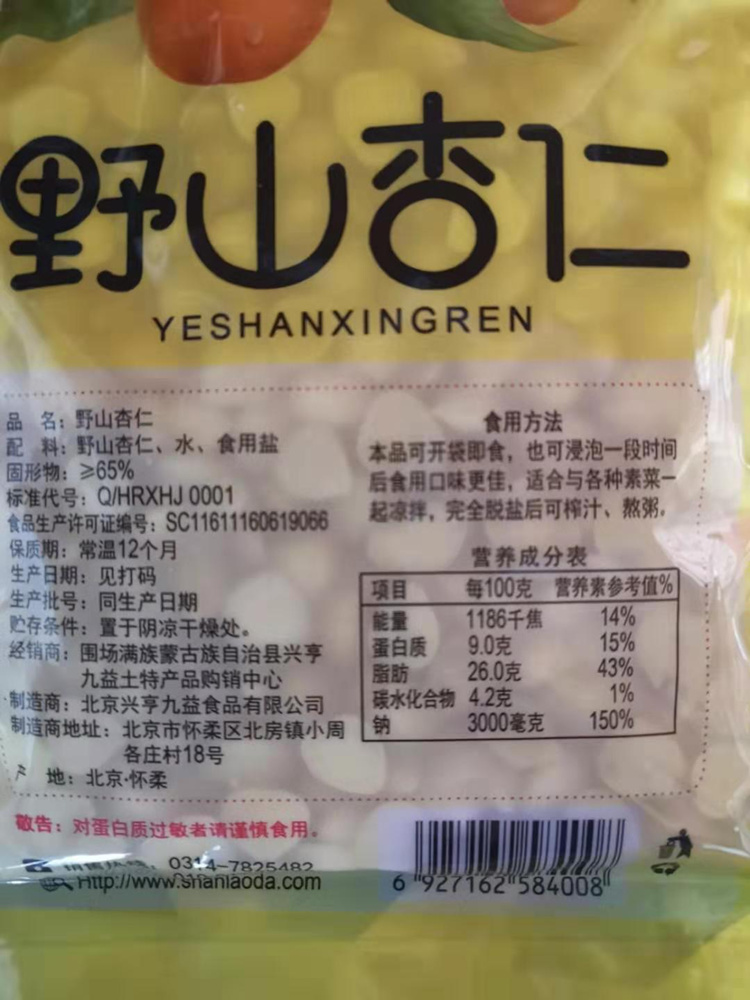 野山杏仁
YESHANXINGREN
品 名：野山杏仁
配 料：野山杏仁、水、食用盐
固形物：≥65%
标准代号：Q/HRXHJ 0001
食品生产许可证编号：SC11611160619066
保质期：常温12个月
生产日期：见打码
生产批号：同生产日期
贮存条件：置于阴凉干燥处。
经销商：围场满族蒙古族自治县兴亨
九益土特产品购销中心
制造商：北京兴亨九益食品有限公司
制造商地址：北京市怀柔区北房镇小周
各庄村18号
产 地：北京·怀柔
食用方法
本品可开袋即食，也可浸泡一段时间
后食用口味更佳，适合与各种素菜一
起凉拌，完全脱盐后可榨汁、熬粥。
营养成分表
项目 每100克 营养素参考值%
能量 1186千焦 14%
蛋白质 9.0克 15%
脂肪 26.0克 43%
碳水化合物 4.2克 1%
钠 3000毫克 150%
敬告：对蛋白质过敏者请谨慎食用。
0314-7825482
Http://www.shanlaoda.com
6 927162 584008